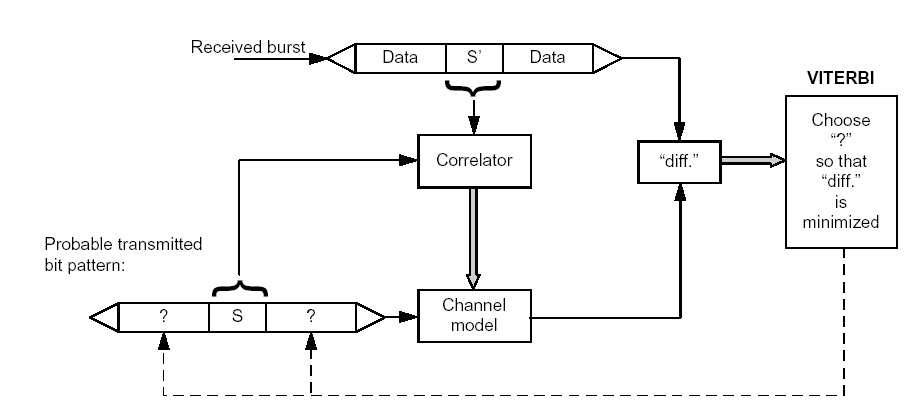 Received burst
Data
S’
Data
VITERBI
Choose
“?”
so that
“diff.”
is
minimized
Correlator
“diff.”
Probable transmitted
bit pattern:
?
S
?
Channel
model